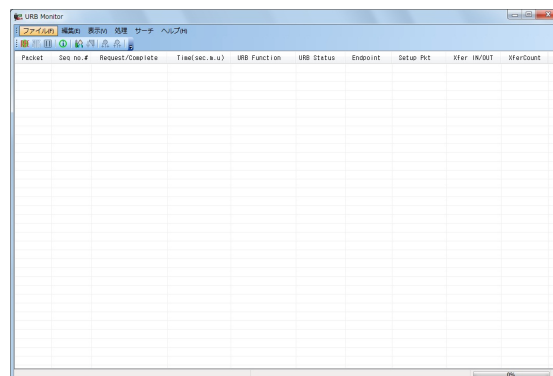 URB Monitor
ファイル(F) 編集(E) 表示(V) 処理 サーチ ヘルプ(H)
Packet Seq no.# Request/Complete Time(sec.m.u) URB Function URB Status Endpoint Setup Pkt Xfer IN/OUT XferCount
0%